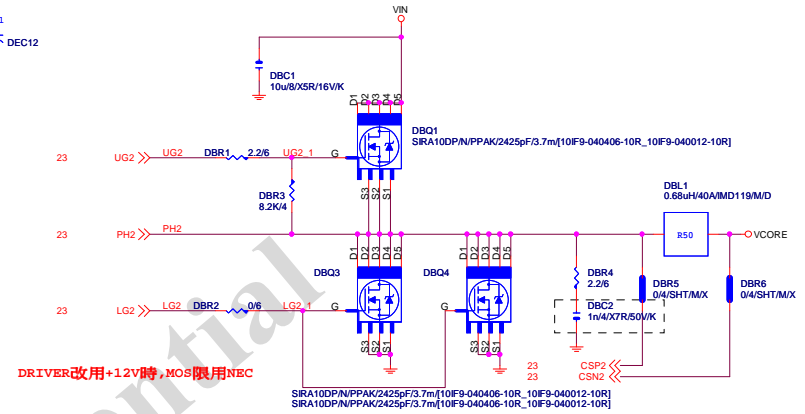 1
DEC12
VIN
DBC1
10u/8/X5R/16V/K
D1
D2
D3
D4
D5
DBQ1
SIRA10DP/N/PPAK/2425pF/3.7m/[10IF9-040406-10R_10IF9-040012-10R]
23
UG2
UG2
DBR1
2.2/6
UG2_1
G
S3
S2
S1
DBR3
8.2K/4
DBL1
0.68uH/40A/IMD119/M/D
23
PH2
PH2
R50
VCORE
D1
D2
D3
D4
D5
D1
D2
D3
D4
D5
DBQ3
DBQ4
DBR4
2.2/6
DBR5
0/4/SHT/M/X
DBR6
0/4/SHT/M/X
23
LG2
LG2
DBR2
0/6
LG2_1
G
G
DBC2
1n/4/X7R/50V/K
S3
S2
S1
S3
S2
S1
23
CSP2
23
CSN2
DRIVER改用+12V時,MOS限用NEC
SIRA10DP/N/PPAK/2425pF/3.7m/[10IF9-040406-10R_10IF9-040012-10R]
SIRA10DP/N/PPAK/2425pF/3.7m/[10IF9-040406-10R_10IF9-040012-10R]
ential